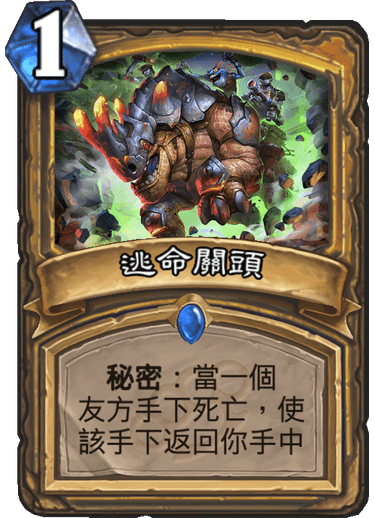 1
逃命關頭
秘密：當一個
友方手下死亡，使
該手下返回你手中